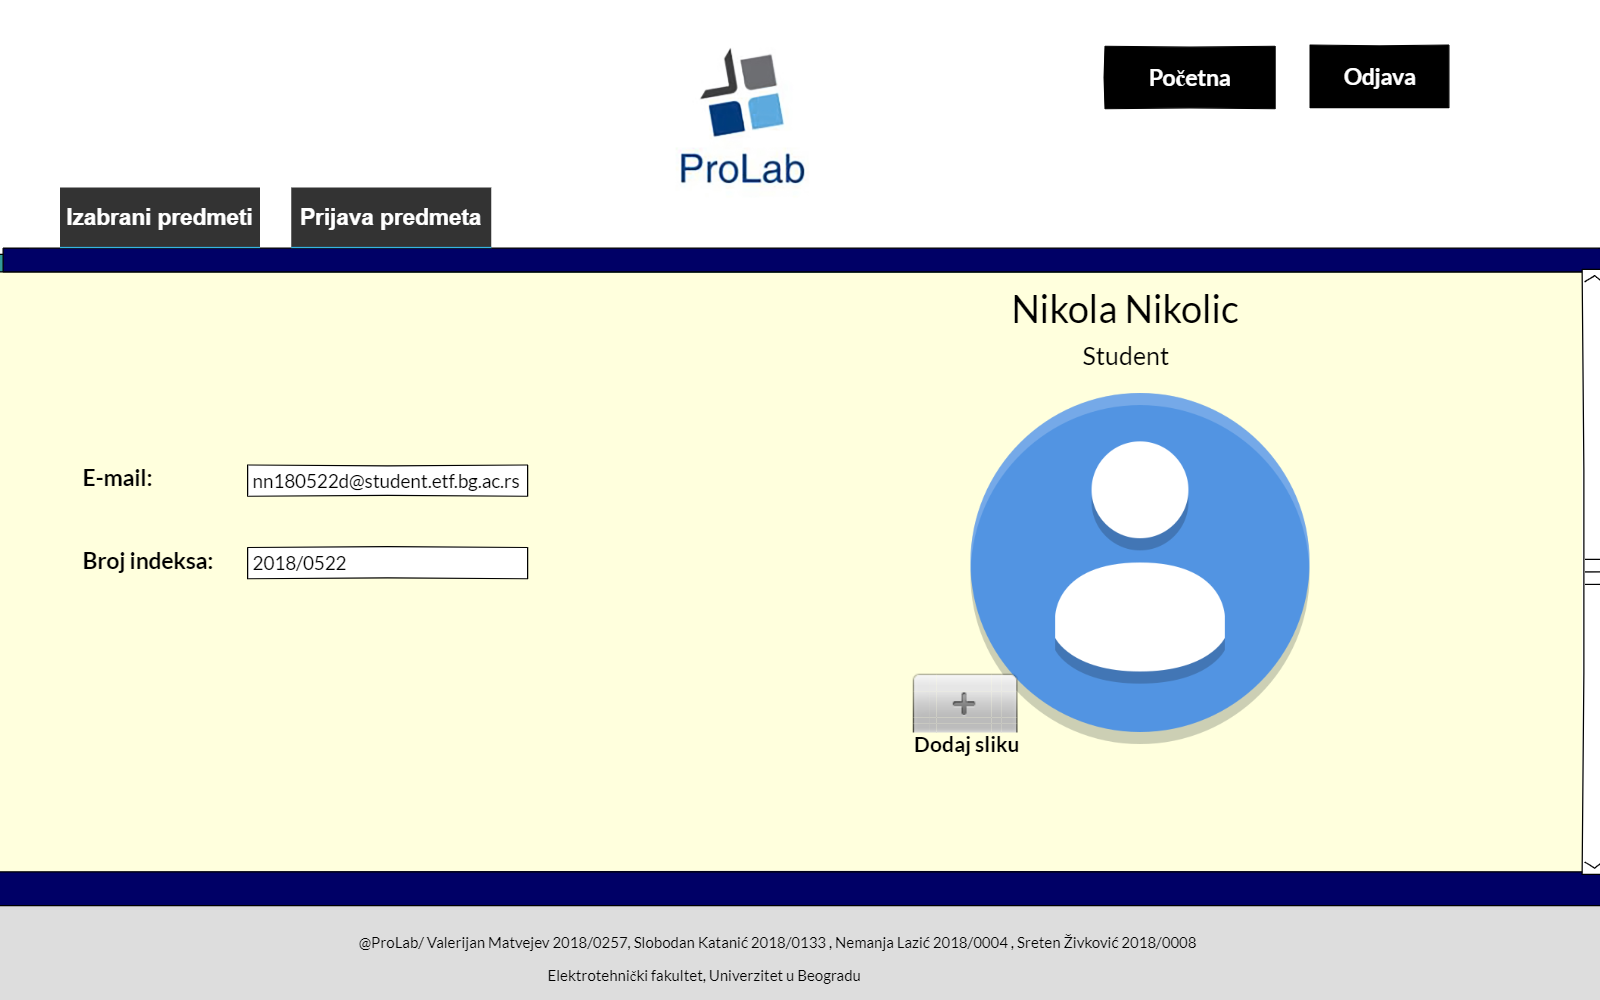 Početna
Odjava
ProLab
Izabrani predmeti
Prijava predmeta
Nikola Nikolic
Student
E-mail:
nn180522d@student.etf.bg.ac.rs
Broj indeksa:
2018/0522
Dodaj sliku
@ProLab/ Valerijan Matvejev 2018/0257, Slobodan Katanić 2018/0133 , Nemanja Lazić 2018/0004 , Sreten Živković 2018/0008
Elektrotehnički fakultet, Univerzitet u Beogradu